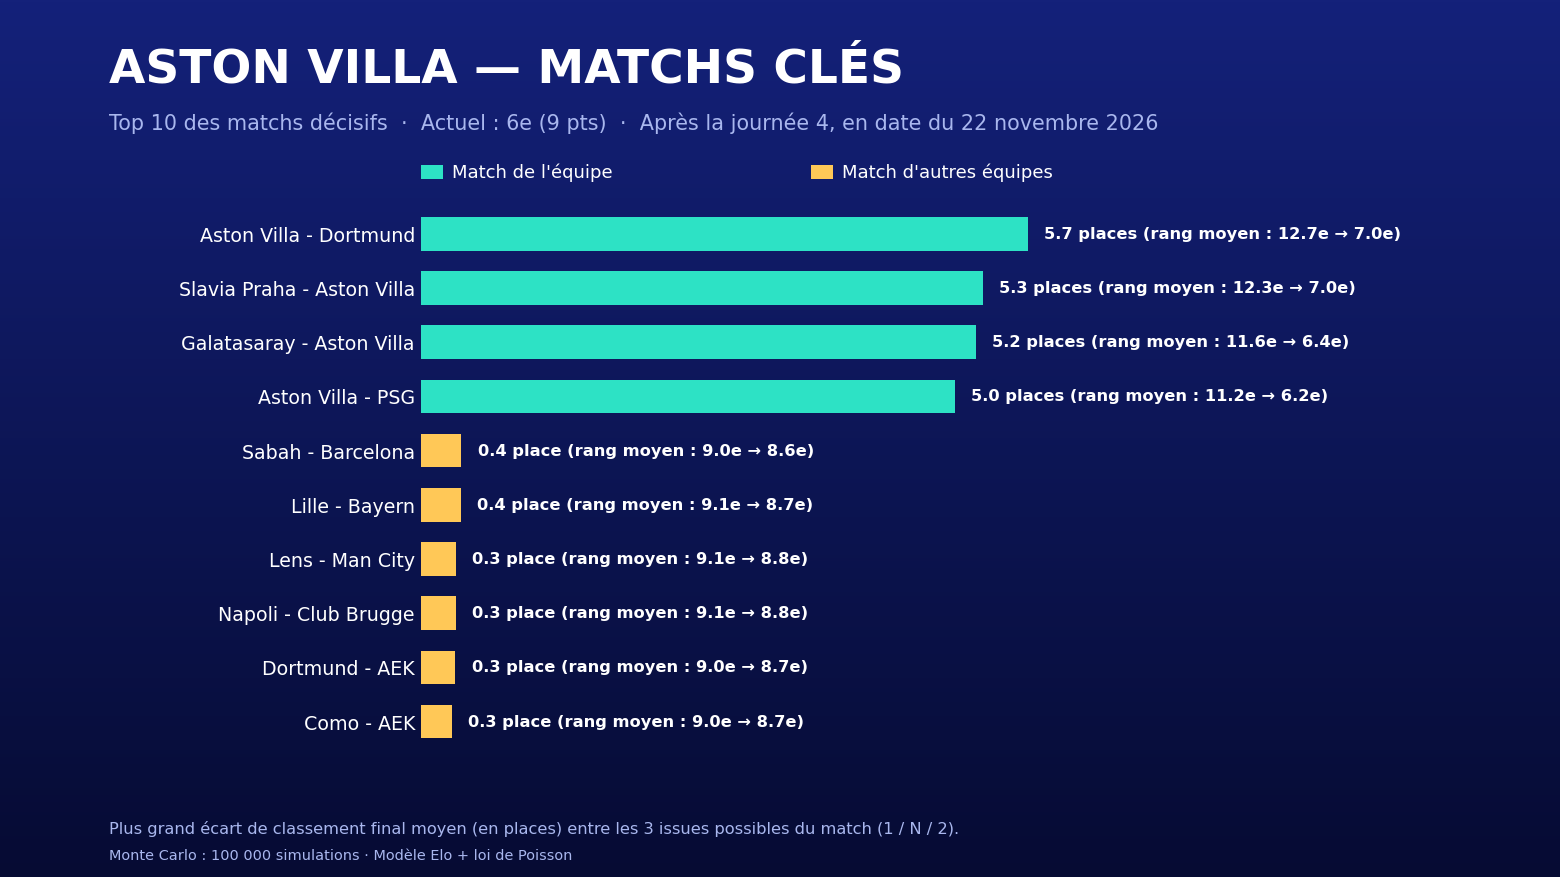 ASTON VILLA — MATCHS CLÉS
Top 10 des matchs décisifs · Actuel : 6e (9 pts) · Après la journée 4, en date du 22 novembre 2026
Match de l'équipe Match d'autres équipes
Aston Villa - Dortmund 5.7 places (rang moyen : 12.7e → 7.0e)
Slavia Praha - Aston Villa 5.3 places (rang moyen : 12.3e → 7.0e)
Galatasaray - Aston Villa 5.2 places (rang moyen : 11.6e → 6.4e)
Aston Villa - PSG 5.0 places (rang moyen : 11.2e → 6.2e)
Sabah - Barcelona 0.4 place (rang moyen : 9.0e → 8.6e)
Lille - Bayern 0.4 place (rang moyen : 9.1e → 8.7e)
Lens - Man City 0.3 place (rang moyen : 9.1e → 8.8e)
Napoli - Club Brugge 0.3 place (rang moyen : 9.1e → 8.8e)
Dortmund - AEK 0.3 place (rang moyen : 9.0e → 8.7e)
Como - AEK 0.3 place (rang moyen : 9.0e → 8.7e)
Plus grand écart de classement final moyen (en places) entre les 3 issues possibles du match (1 / N / 2).
Monte Carlo : 100 000 simulations · Modèle Elo + loi de Poisson